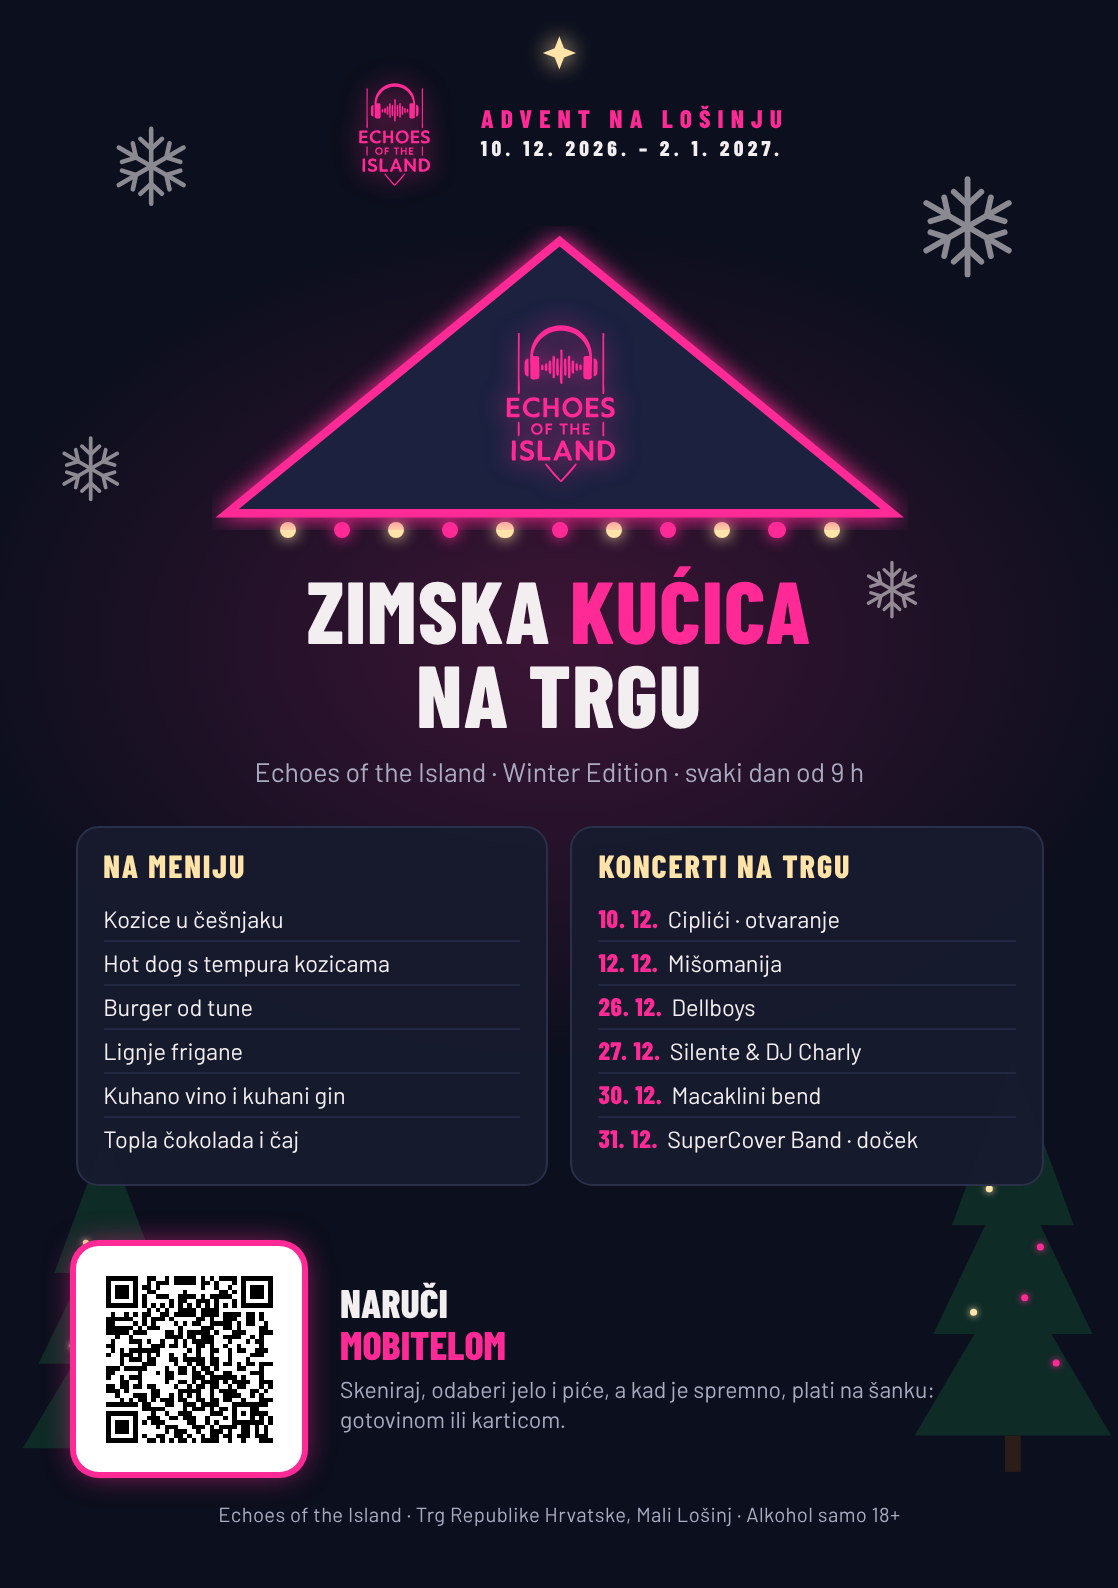 ECHOES
OF THE
ISLAND
ADVENT NA LOŠINJU
10. 12. 2026. – 2. 1. 2027.
ECHOES
OF THE
ISLAND
ZIMSKA KUĆICA
NA TRGU
Echoes of the Island · Winter Edition · svaki dan od 9 h
NA MENIJU
Kozice u češnjaku
Hot dog s tempura kozicama
Burger od tune
Lignje frigane
Kuhano vino i kuhani gin
Topla čokolada i čaj
KONCERTI NA TRGU
10. 12. Ciplići · otvaranje
12. 12. Mišomanija
26. 12. Dellboys
27. 12. Silente & DJ Charly
30. 12. Macaklini bend
31. 12. SuperCover Band · doček
NARUČI
MOBITELOM
Skeniraj, odaberi jelo i piće, a kad je spremno, plati na šanku:
gotovinom ili karticom.
Echoes of the Island · Trg Republike Hrvatske, Mali Lošinj · Alkohol samo 18+